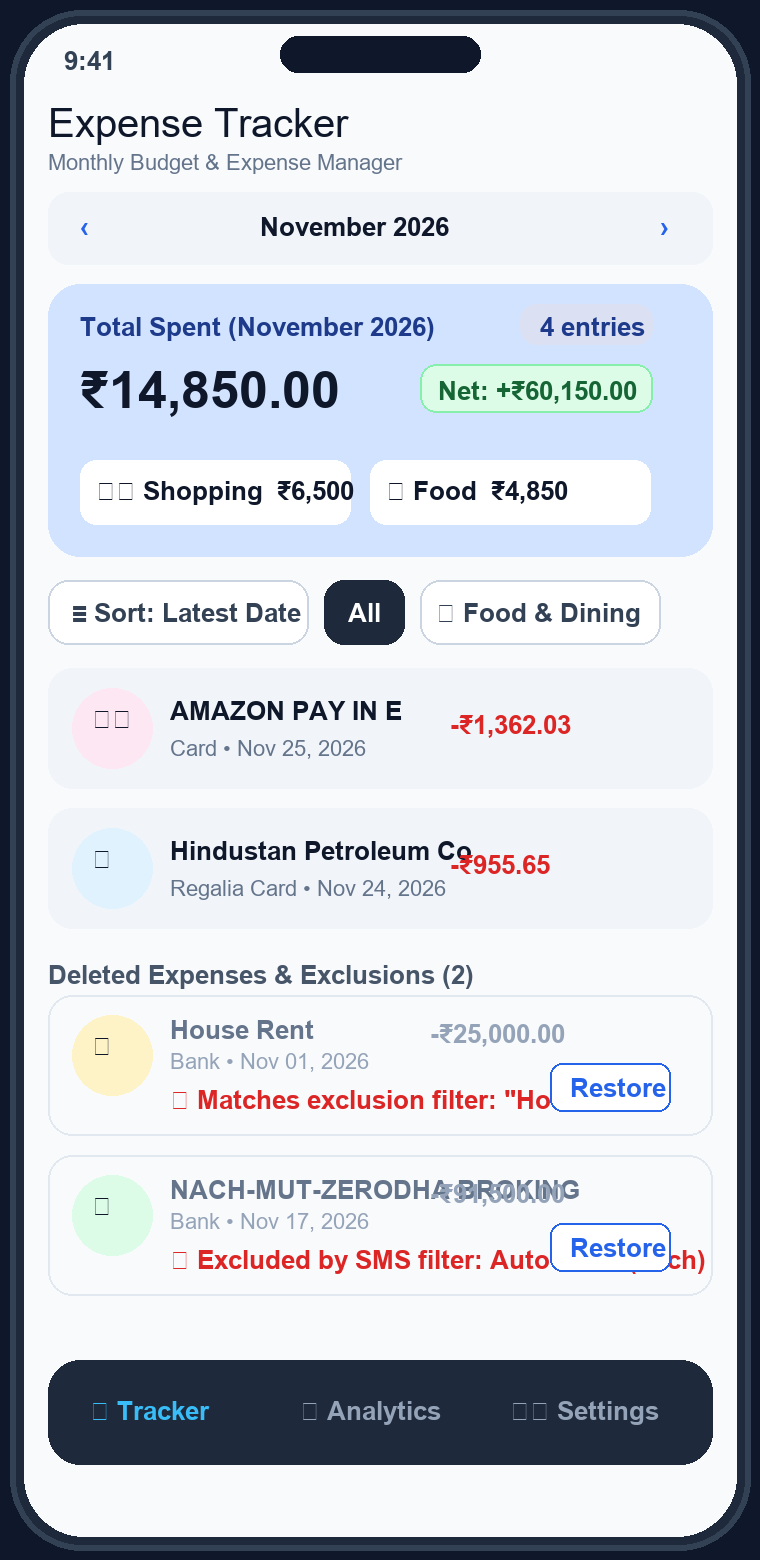 9:41
Expense Tracker
Monthly Budget & Expense Manager
‹ November 2026 ›
Total Spent (November 2026) 4 entries
₹14,850.00 Net: +₹60,150.00
Shopping ₹6,500 Food ₹4,850
≡ Sort: Latest Date All Food & Dining
AMAZON PAY IN E
-₹1,362.03
Card • Nov 25, 2026
Hindustan Petroleum Co
-₹955.65
Regalia Card • Nov 24, 2026
Deleted Expenses & Exclusions (2)
House Rent -₹25,000.00
Bank • Nov 01, 2026
Matches exclusion filter: "Ho
Restore
NACH-MUT-ZERODHA-BROKING
-₹91,500.00
Bank • Nov 17, 2026
Excluded by SMS filter: Auto ch)
Restore
Tracker Analytics Settings